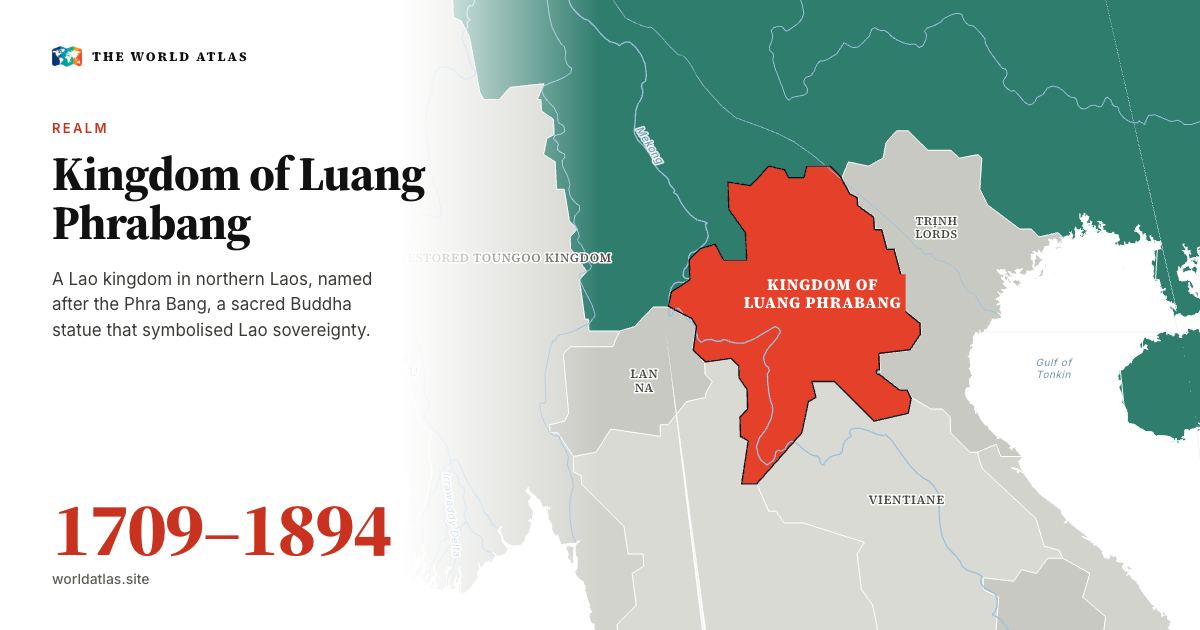 THE WORLD ATLAS
REALM
Kingdom of Luang
Phrabang
A Lao kingdom in northern Laos, named
after the Phra Bang, a sacred Buddha
statue that symbolised Lao sovereignty.
1709–1894
worldatlas.site
Mekong
TRINH
LORDS
ESTORED TOUNGOO KINGDOM
KINGDOM OF
LUANG PHRABANG
Gulf of
Tonkin
LAN
NA
U
VIENTIANE
Irrawaddy Delta